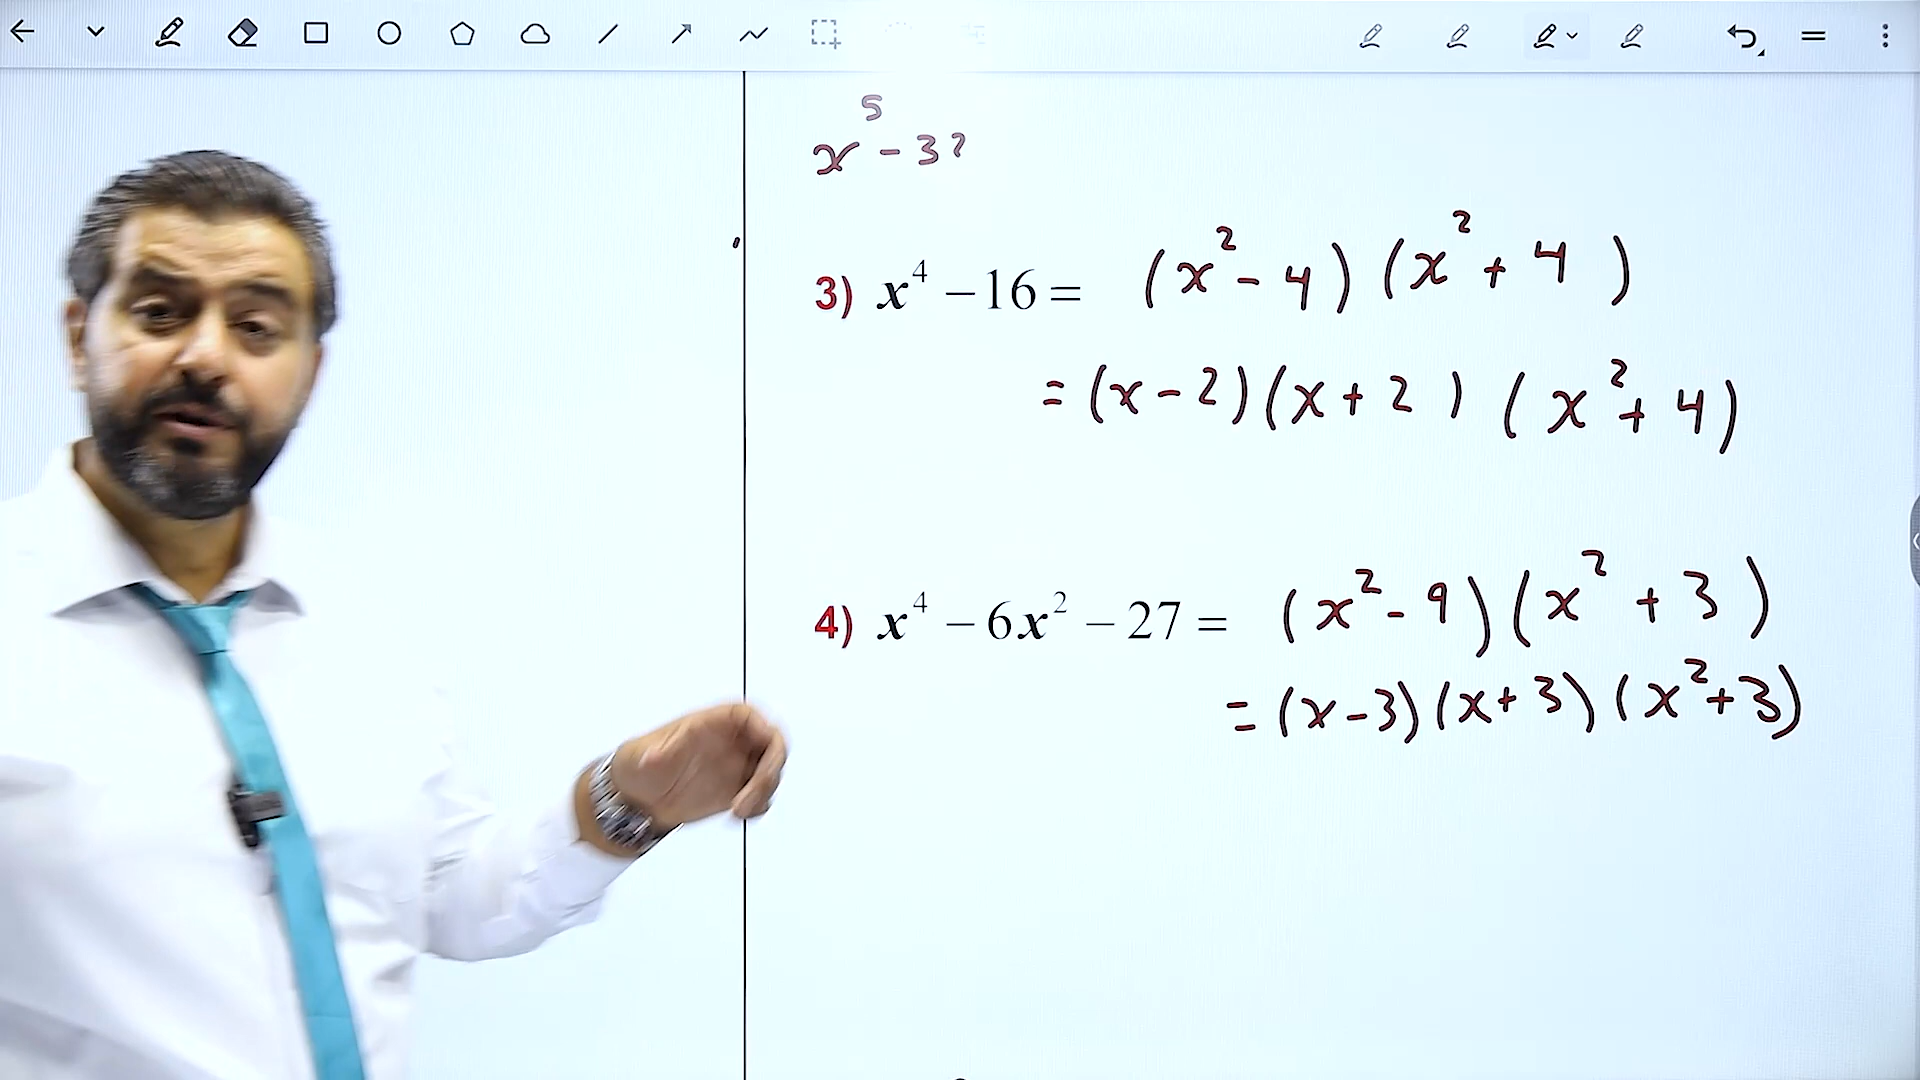 x⁵ - 32
3) x⁴ – 16 = (x² - 4) (x² + 4)
= (x - 2) (x + 2) (x² + 4)
4) x⁴ – 6x² – 27 = (x² - 9) (x² + 3)
= (x - 3) (x + 3) (x² + 3)